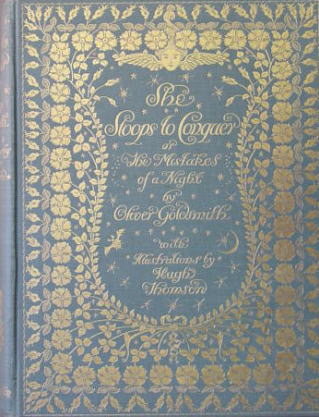 She
Stoops to Conquer
or
The Mistakes
of a Night
by
Oliver Goldsmith
with
Illustrations by
Hugh
Thomson